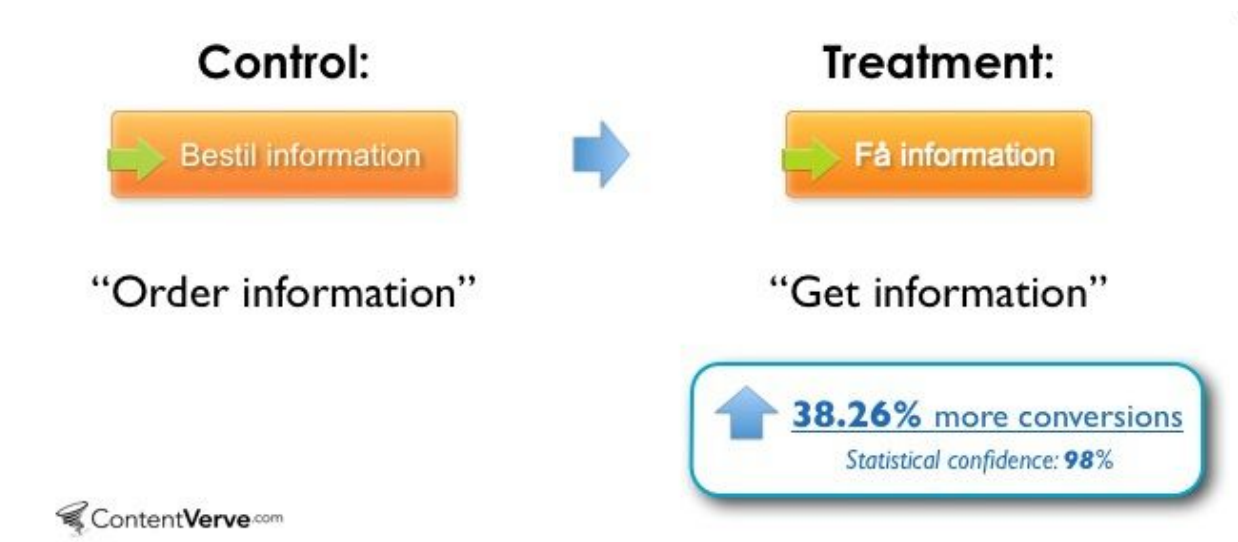 Control:
Treatment:
Bestil information
Få information
“Order information”
“Get information”
38.26% more conversions
Statistical confidence: 98%
ContentVerve.com